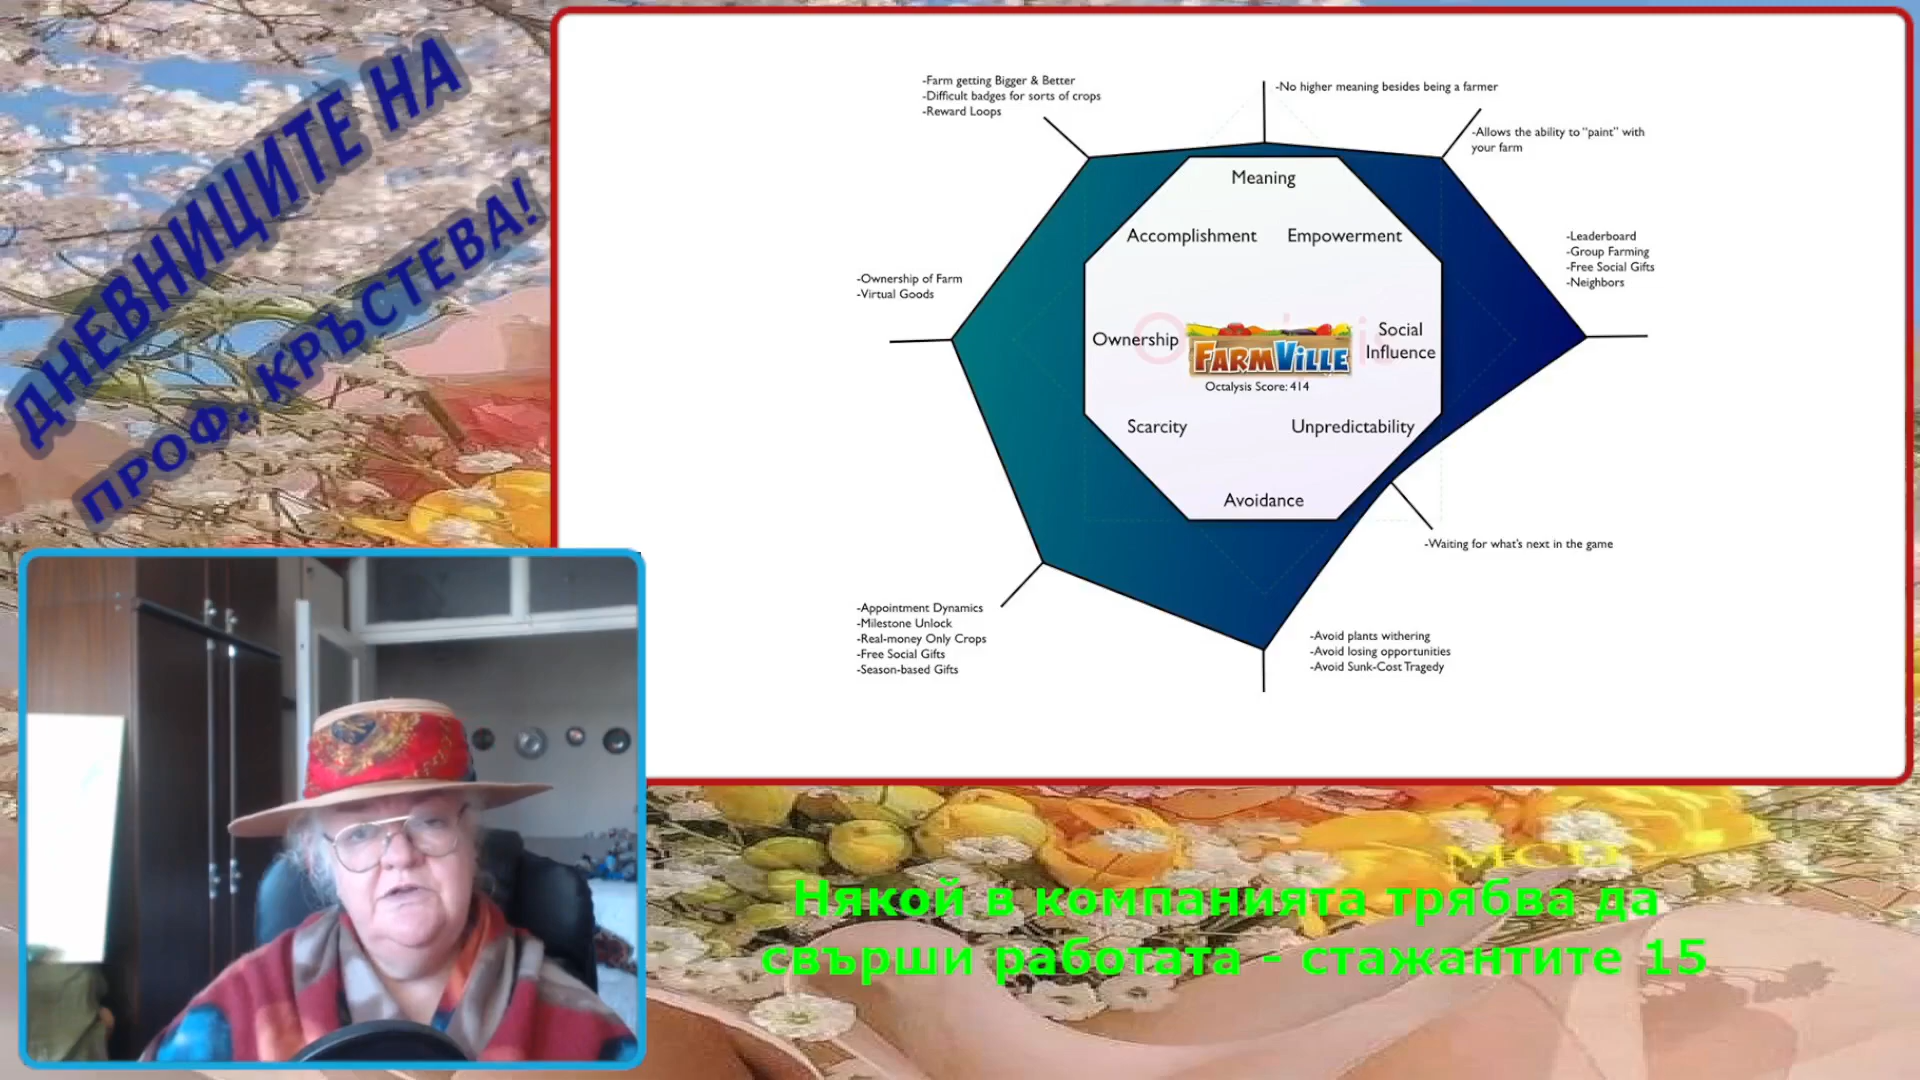 ДНЕВНИЦИТЕ НА
ПРОФ. КРЪСТЕВА!
-Farm getting Bigger & Better
-Difficult badges for sorts of crops
-Reward Loops
-No higher meaning besides being a farmer
-Allows the ability to “paint” with
your farm
Meaning
Accomplishment
Empowerment
-Leaderboard
-Group Farming
-Free Social Gifts
-Neighbors
-Ownership of Farm
-Virtual Goods
Ownership
FARMVILLE
Social
Influence
Octalysis Score: 414
Scarcity
Unpredictability
Avoidance
-Waiting for what's next in the game
-Appointment Dynamics
-Milestone Unlock
-Real-money Only Crops
-Free Social Gifts
-Season-based Gifts
-Avoid plants withering
-Avoid losing opportunities
-Avoid Sunk-Cost Tragedy
Някой в компанията трябва да
свърши работата - стажантите 15